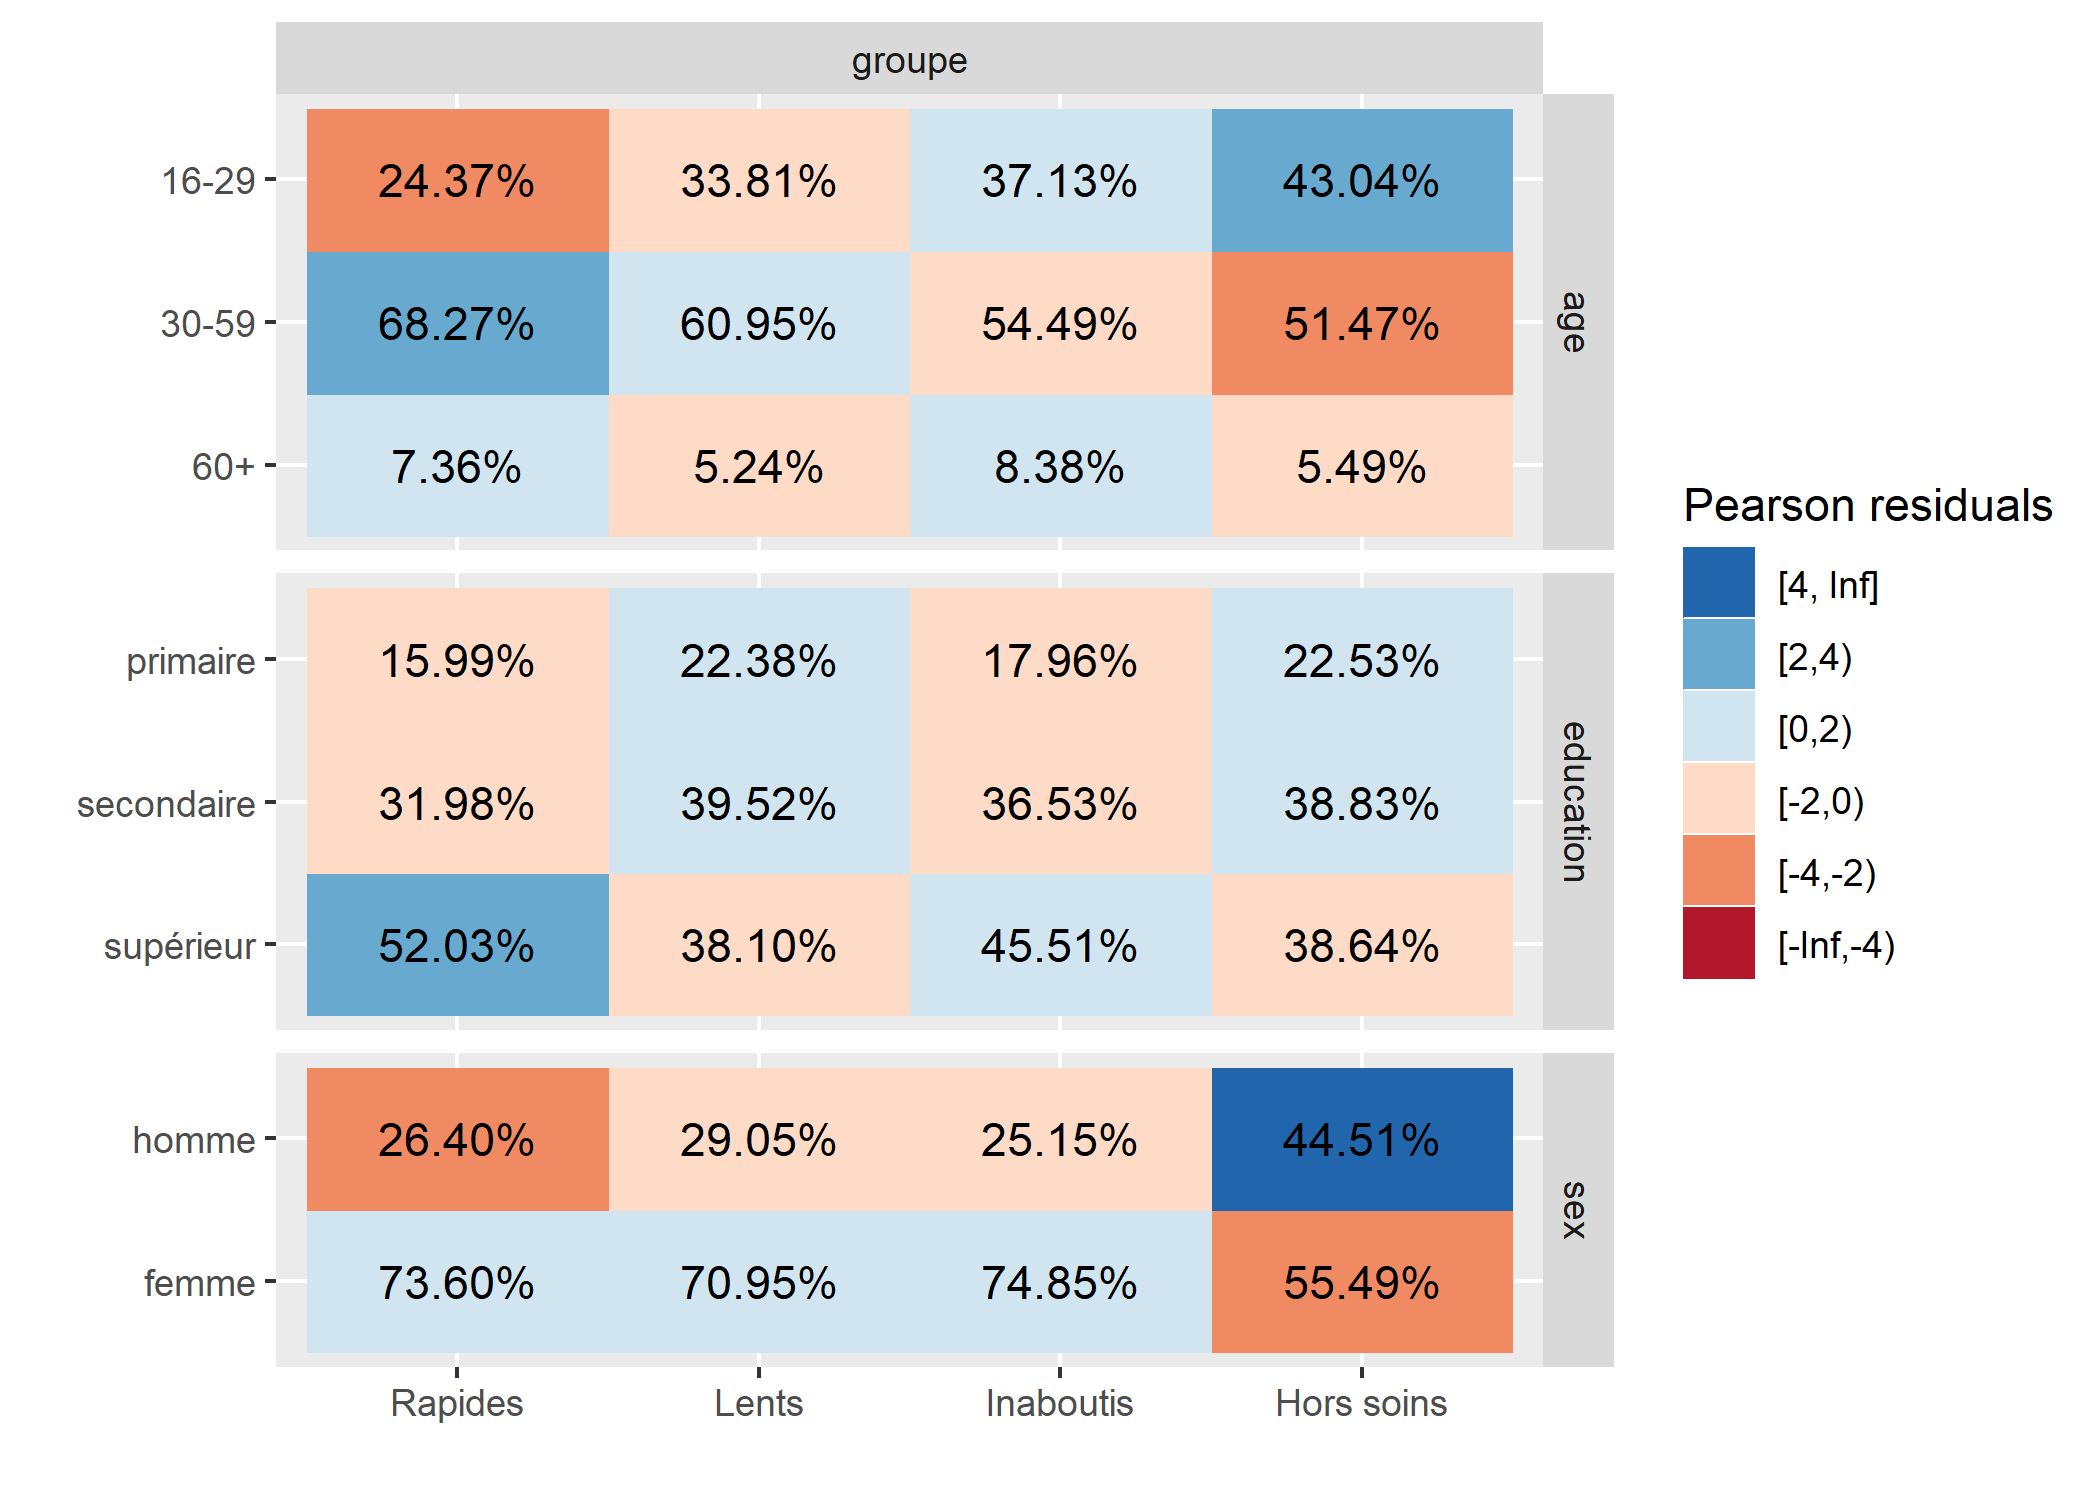 groupe
16-29 24.37% 33.81% 37.13% 43.04%
30-59 68.27% 60.95% 54.49% 51.47%
60+ 7.36% 5.24% 8.38% 5.49%
age
primaire 15.99% 22.38% 17.96% 22.53%
secondaire 31.98% 39.52% 36.53% 38.83%
supérieur 52.03% 38.10% 45.51% 38.64%
education
homme 26.40% 29.05% 25.15% 44.51%
femme 73.60% 70.95% 74.85% 55.49%
sex
Rapides Lents Inaboutis Hors soins
Pearson residuals
[4, Inf]
[2,4)
[0,2)
[-2,0)
[-4,-2)
[-Inf,-4)